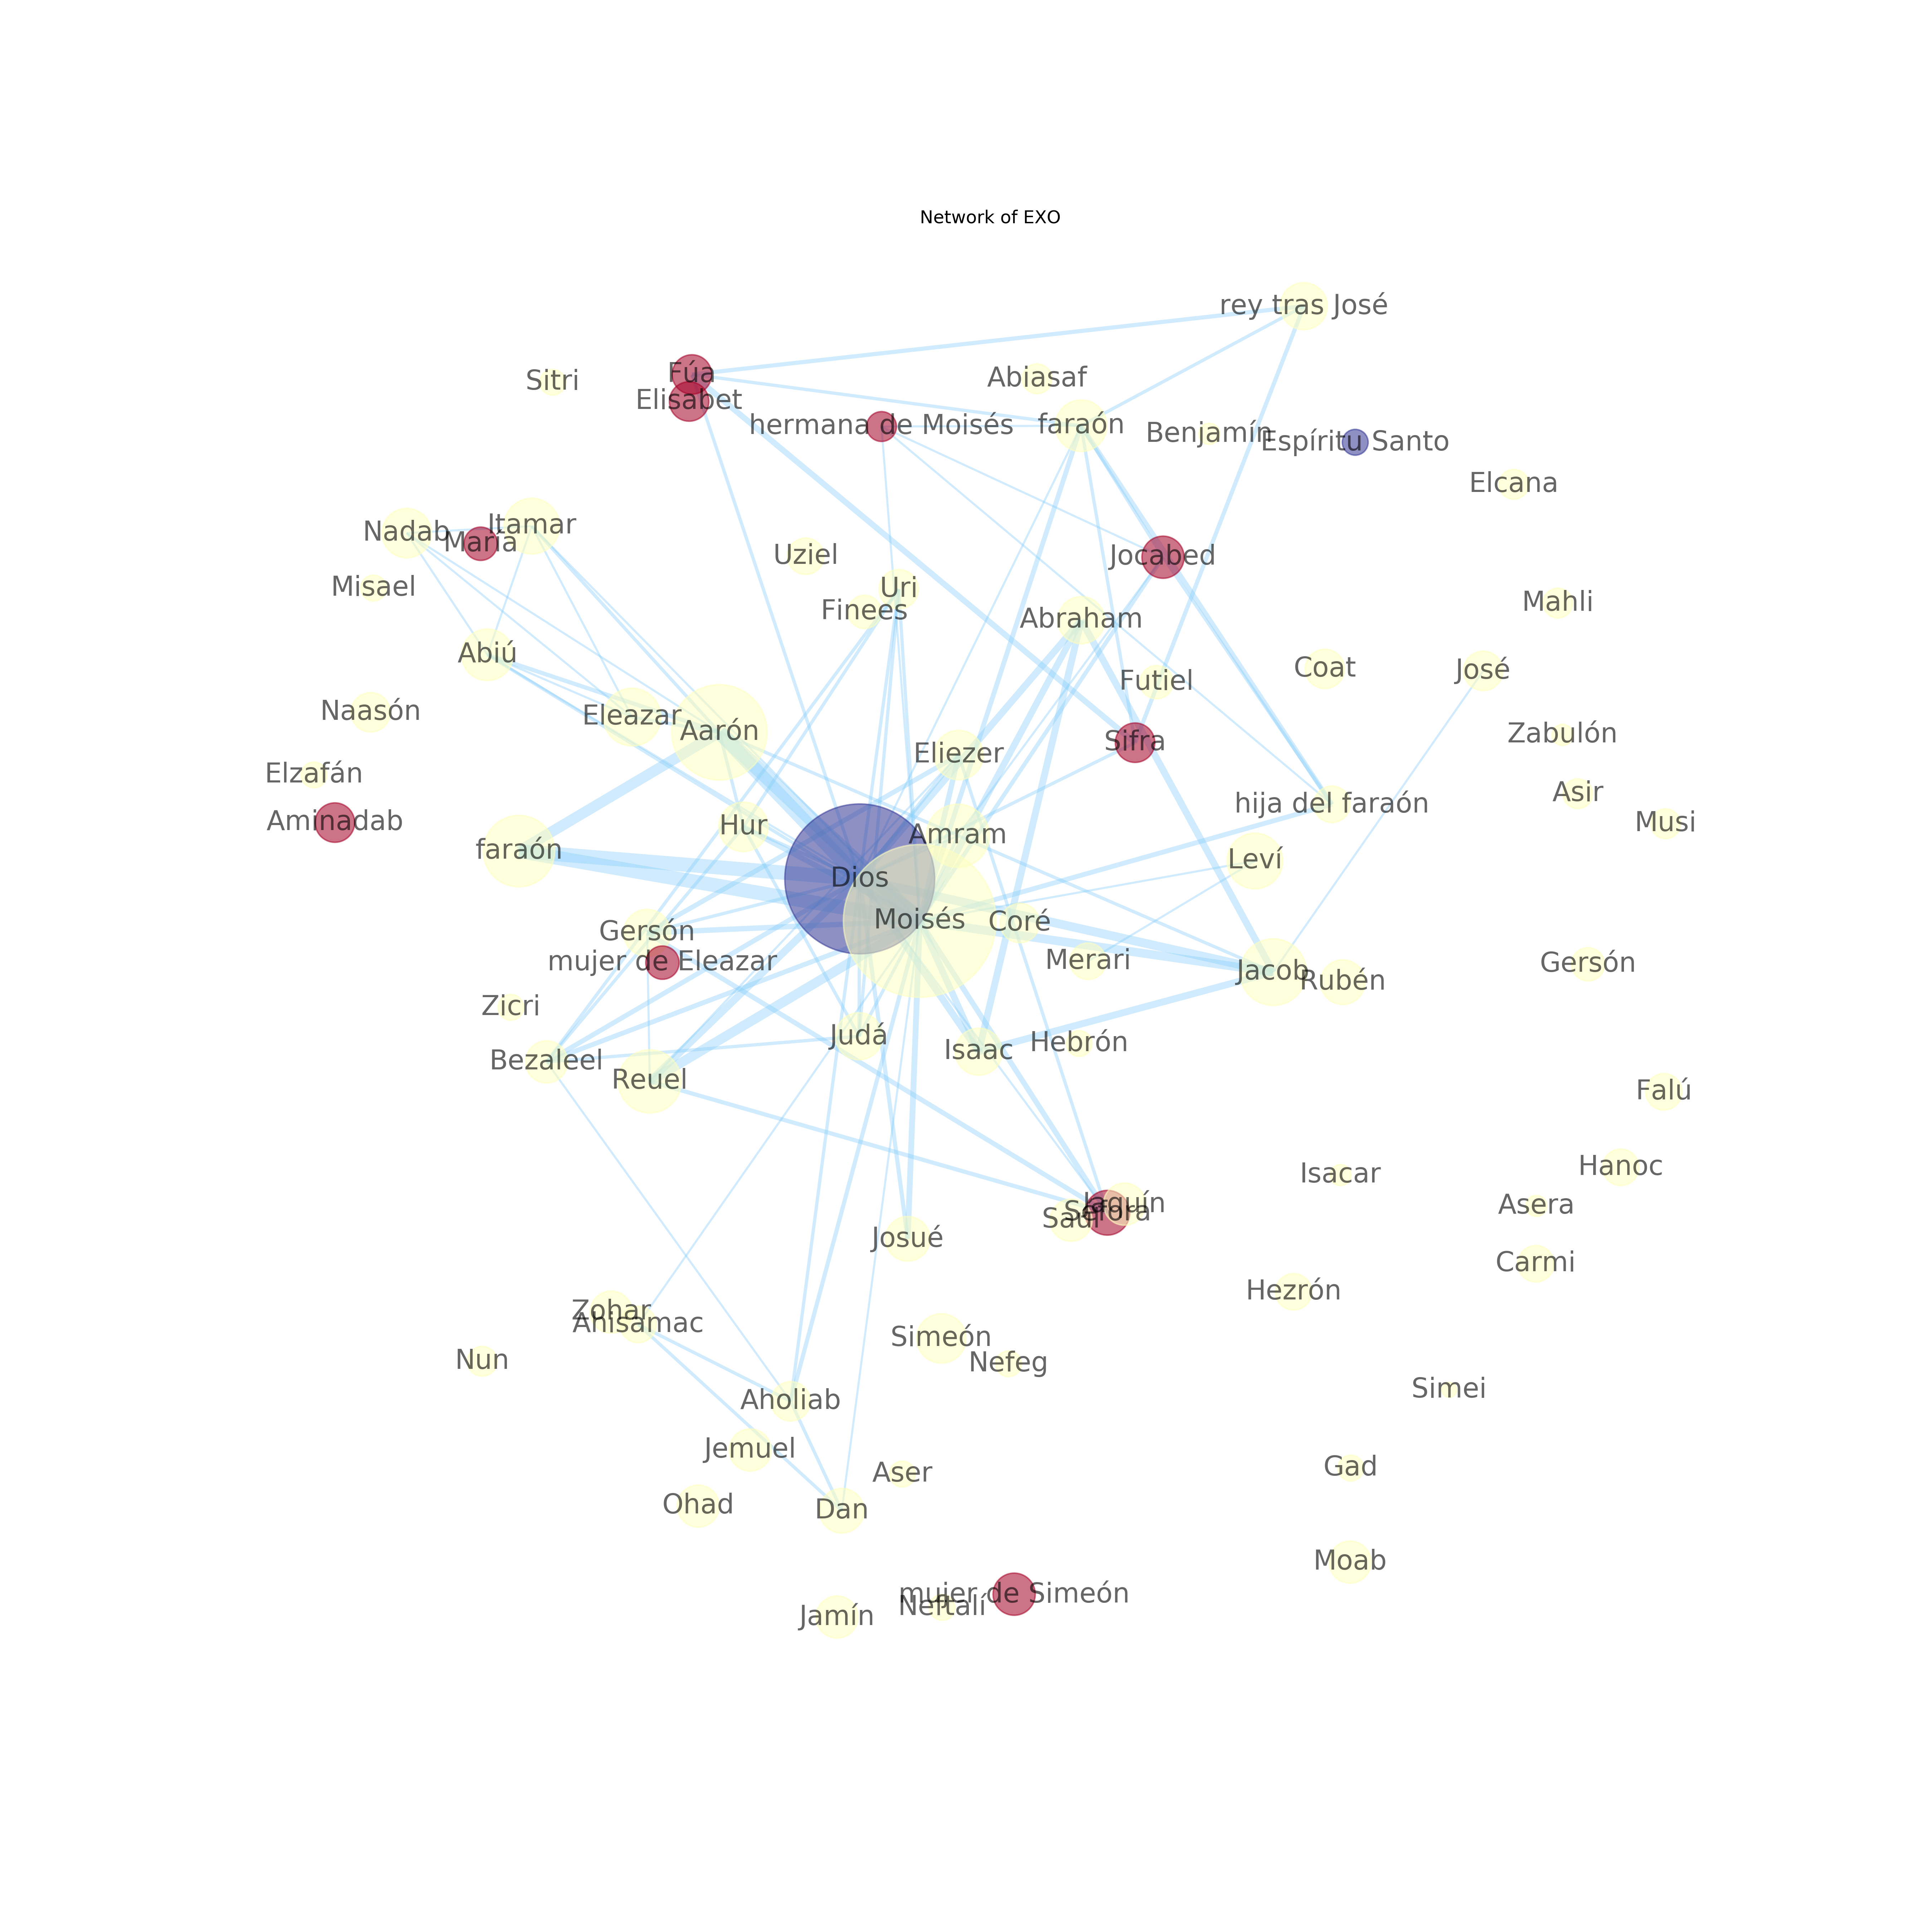 Network of EXO
rey tras José
Fúa
Sitri
Abiasaf
Elisabet
hermana de Moisés
faraón
Benjamín
Espíritu Santo
Elcana
Nadab
Itamar
María
Uziel
Jocabed
Misael
Uri
Finees
Mahli
Abraham
Abiú
Coat
José
Futiel
Naasón
Eleazar
Aarón
Zabulón
Sifra
Eliezer
Elzafán
Asir
hija del faraón
Aminadab
Hur
Amram
Musi
faraón
Leví
Dios
Moisés
Coré
Gersón
mujer de Eleazar
Merari
Gersón
Jacob
Rubén
Zicri
Judá
Hebrón
Isaac
Bezaleel
Reuel
Falú
Hanoc
Isacar
Jaquín
Séfora
Saúl
Asera
Josué
Carmi
Hezrón
Zohar
Ahisamac
Simeón
Nun
Nefeg
Simei
Aholiab
Jemuel
Gad
Aser
Ohad
Dan
Moab
mujer de Simeón
Neftalí
Jamín